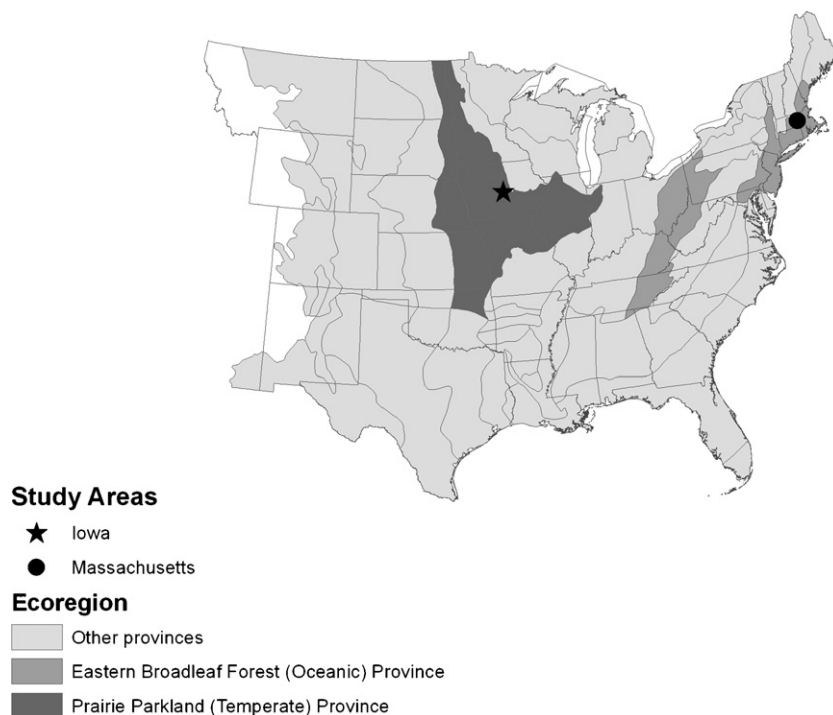 Study Areas
Iowa
Massachusetts
Ecoregion
Other provinces
Eastern Broadleaf Forest (Oceanic) Province
Prairie Parkland (Temperate) Province